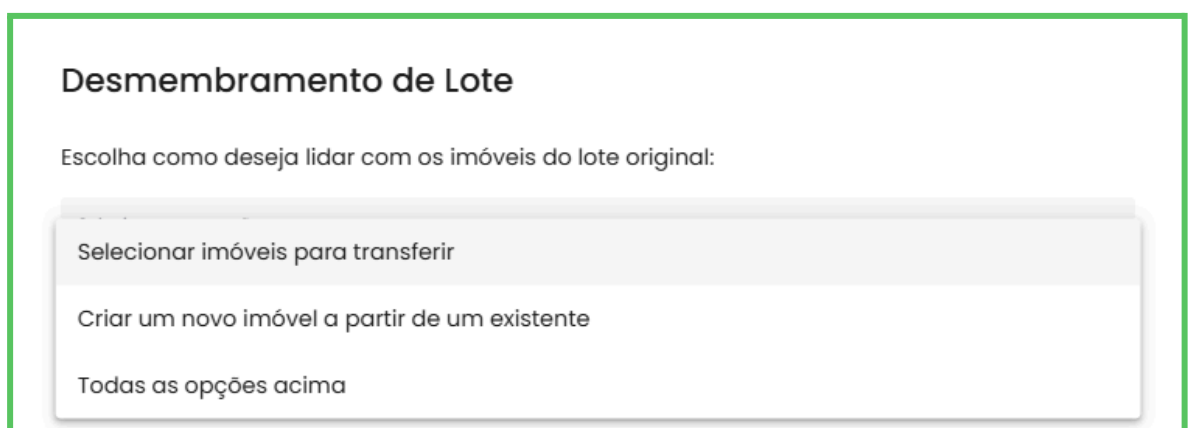 Desmembramento de Lote
Escolha como deseja lidar com os imóveis do lote original:
Selecionar imóveis para transferir
Criar um novo imóvel a partir de um existente
Todas as opções acima